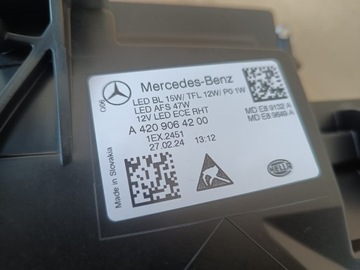 Mercedes-Benz
LED BL 15W/ TFL 12W/ PO 1W
LED AFS 47W
12V LED ECE RHT
A 420 906 42 00
1EX.2451
27.02.24 13:12
MD E8 9132 A
MD E8 9649 A
Made in Slovakia
HELLA